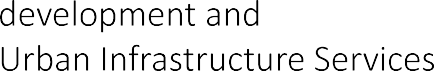 development and
Urban Infrastructure Services